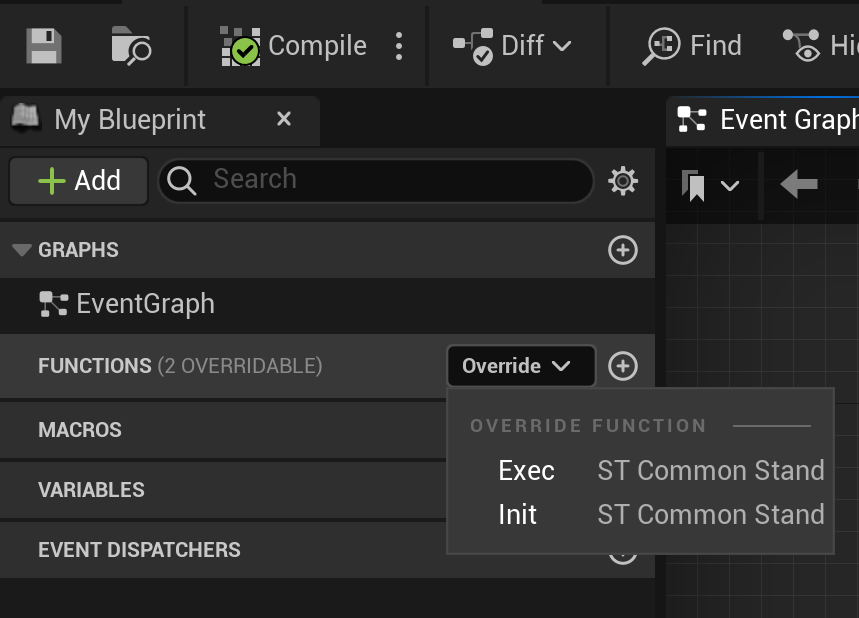 Compile
Diff
Find
My Blueprint
Event Graph
Add
Search
GRAPHS
EventGraph
FUNCTIONS (2 OVERRIDABLE)
Override
OVERRIDE FUNCTION
Exec ST Common Stand
Init ST Common Stand
MACROS
VARIABLES
EVENT DISPATCHERS